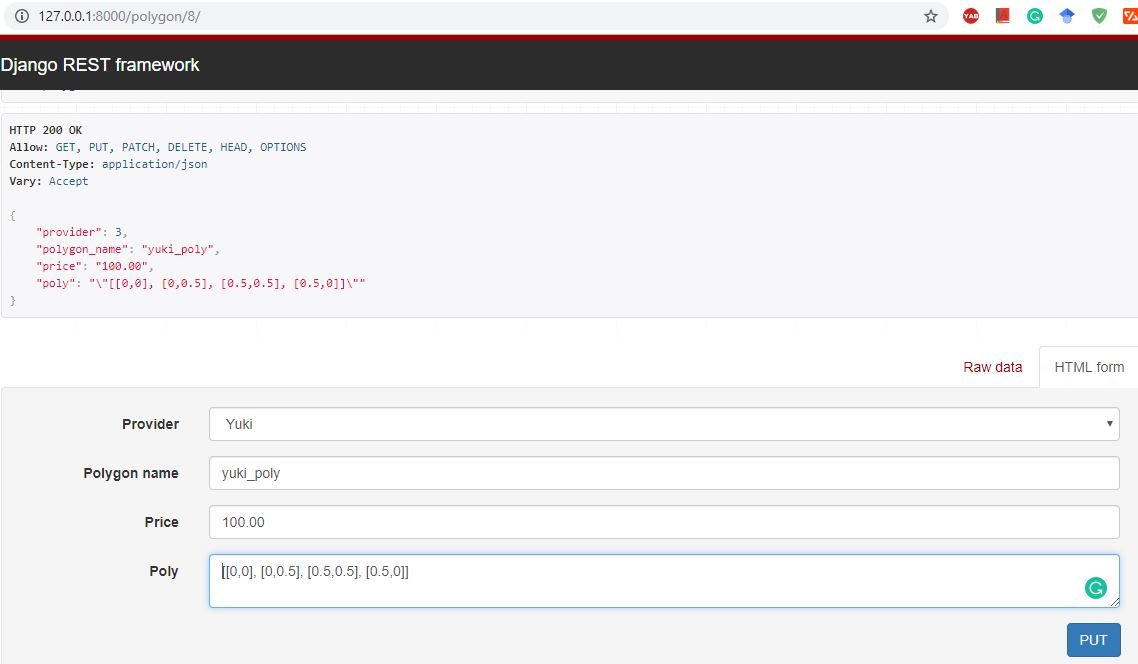 127.0.0.1:8000/polygon/8/
YAB
Django REST framework
HTTP 200 OK
Allow: GET, PUT, PATCH, DELETE, HEAD, OPTIONS
Content-Type: application/json
Vary: Accept
{
"provider": 3,
"polygon_name": "yuki_poly",
"price": "100.00",
"poly": "\"[[0,0], [0,0.5], [0.5,0.5], [0.5,0]]\""
}
Raw data
HTML form
Provider
Yuki
Polygon name
yuki_poly
Price
100.00
Poly
[[0,0], [0,0.5], [0.5,0.5], [0.5,0]]
PUT